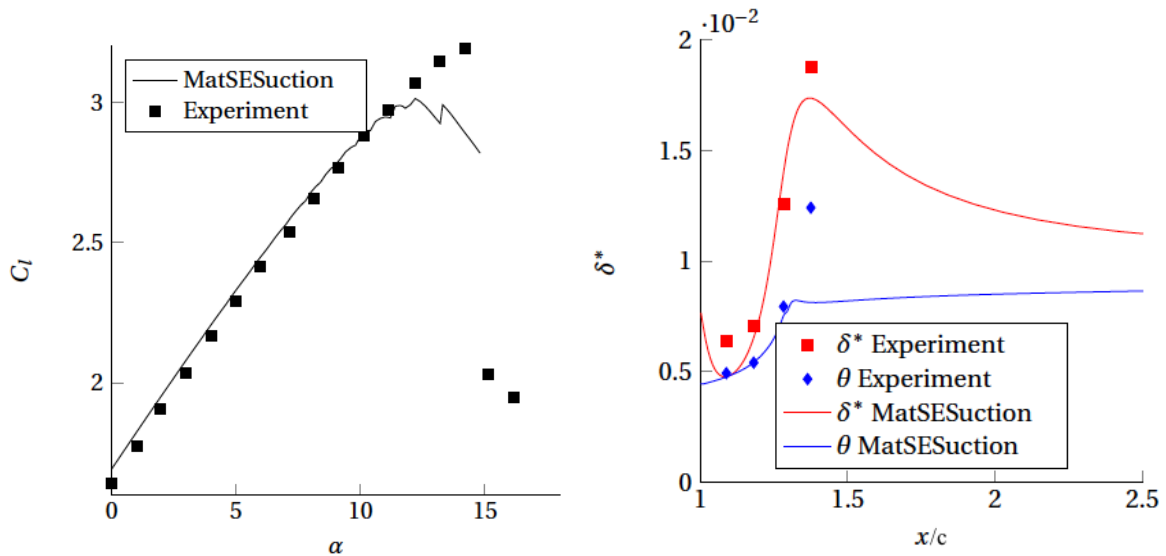 MatSESuction
Experiment
3
2.5
2
0
5
10
15
C_l
α
·10⁻²
2
1.5
1
0.5
0
1
1.5
2
2.5
δ*
x/c
δ* Experiment
θ Experiment
δ* MatSESuction
θ MatSESuction